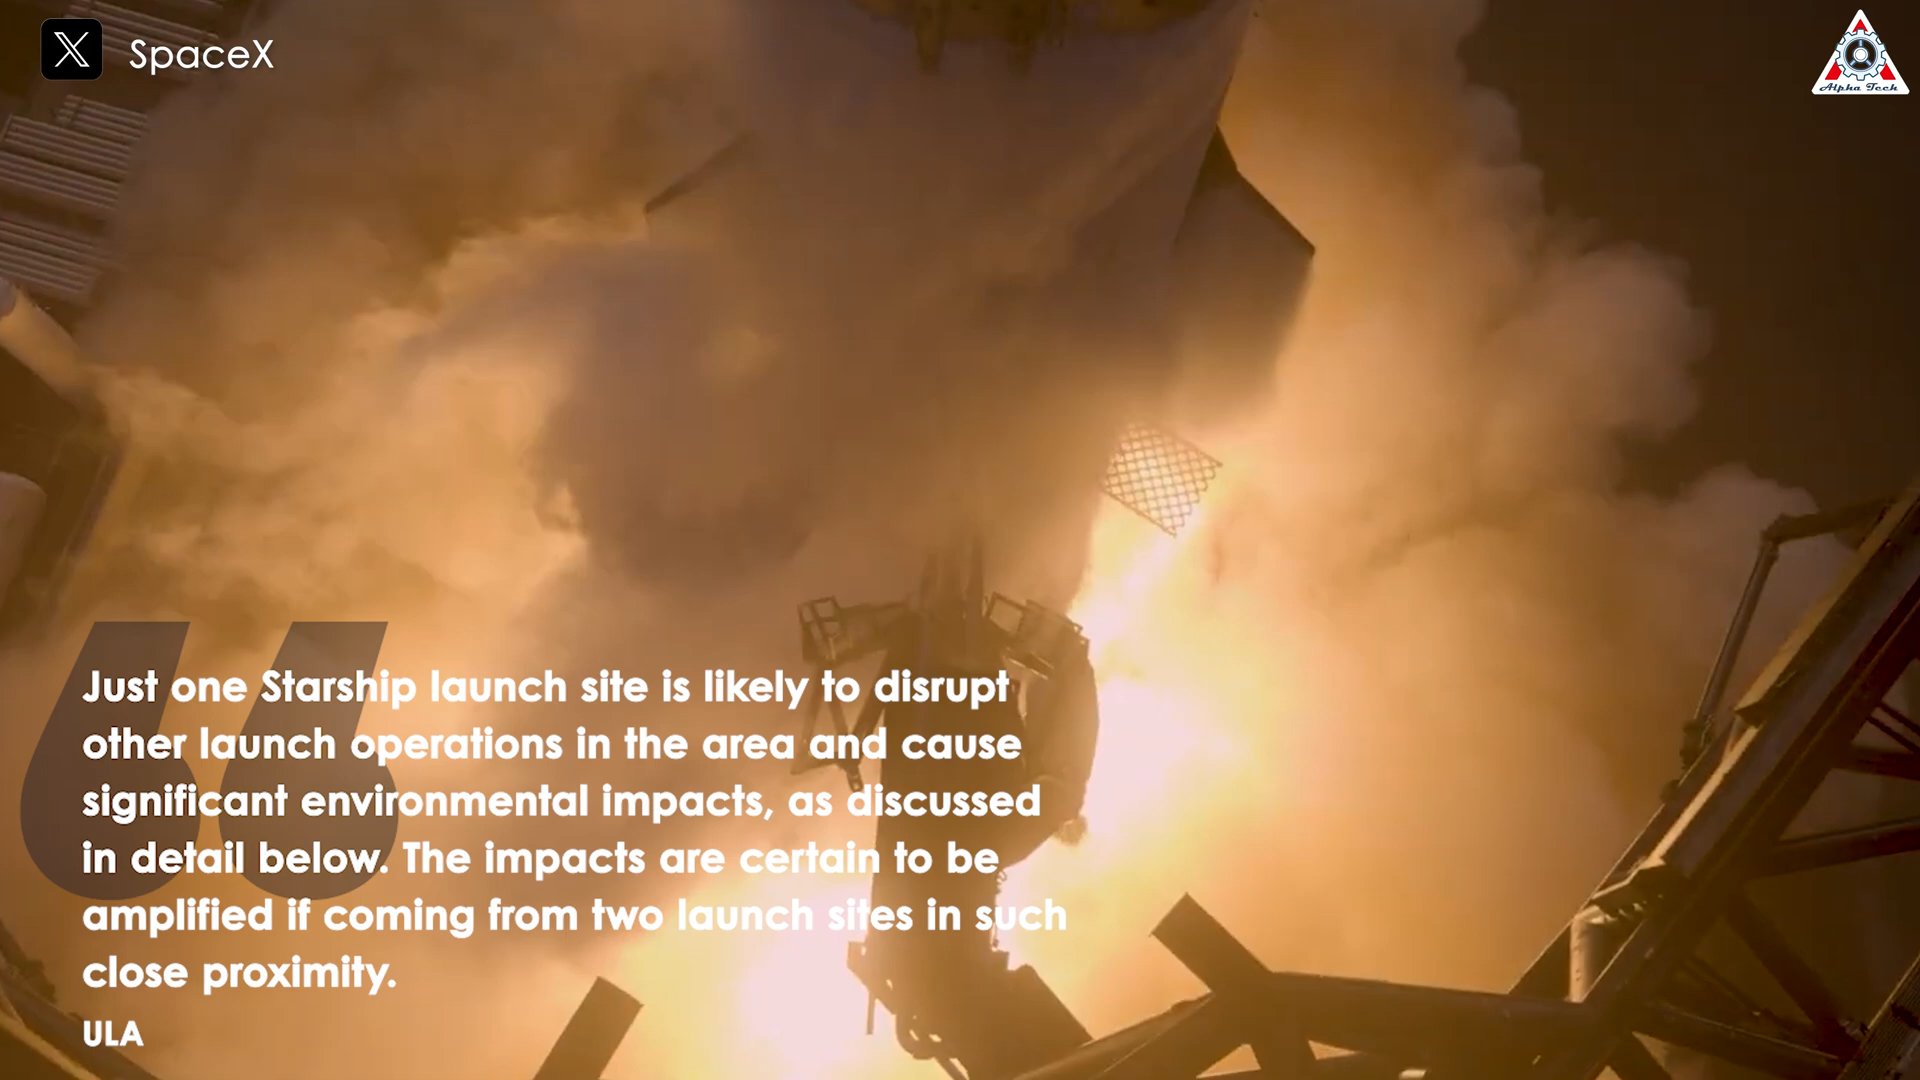 SpaceX
Alpha Tech
Just one Starship launch site is likely to disrupt
other launch operations in the area and cause
significant environmental impacts, as discussed
in detail below. The impacts are certain to be
amplified if coming from two launch sites in such
close proximity.
ULA